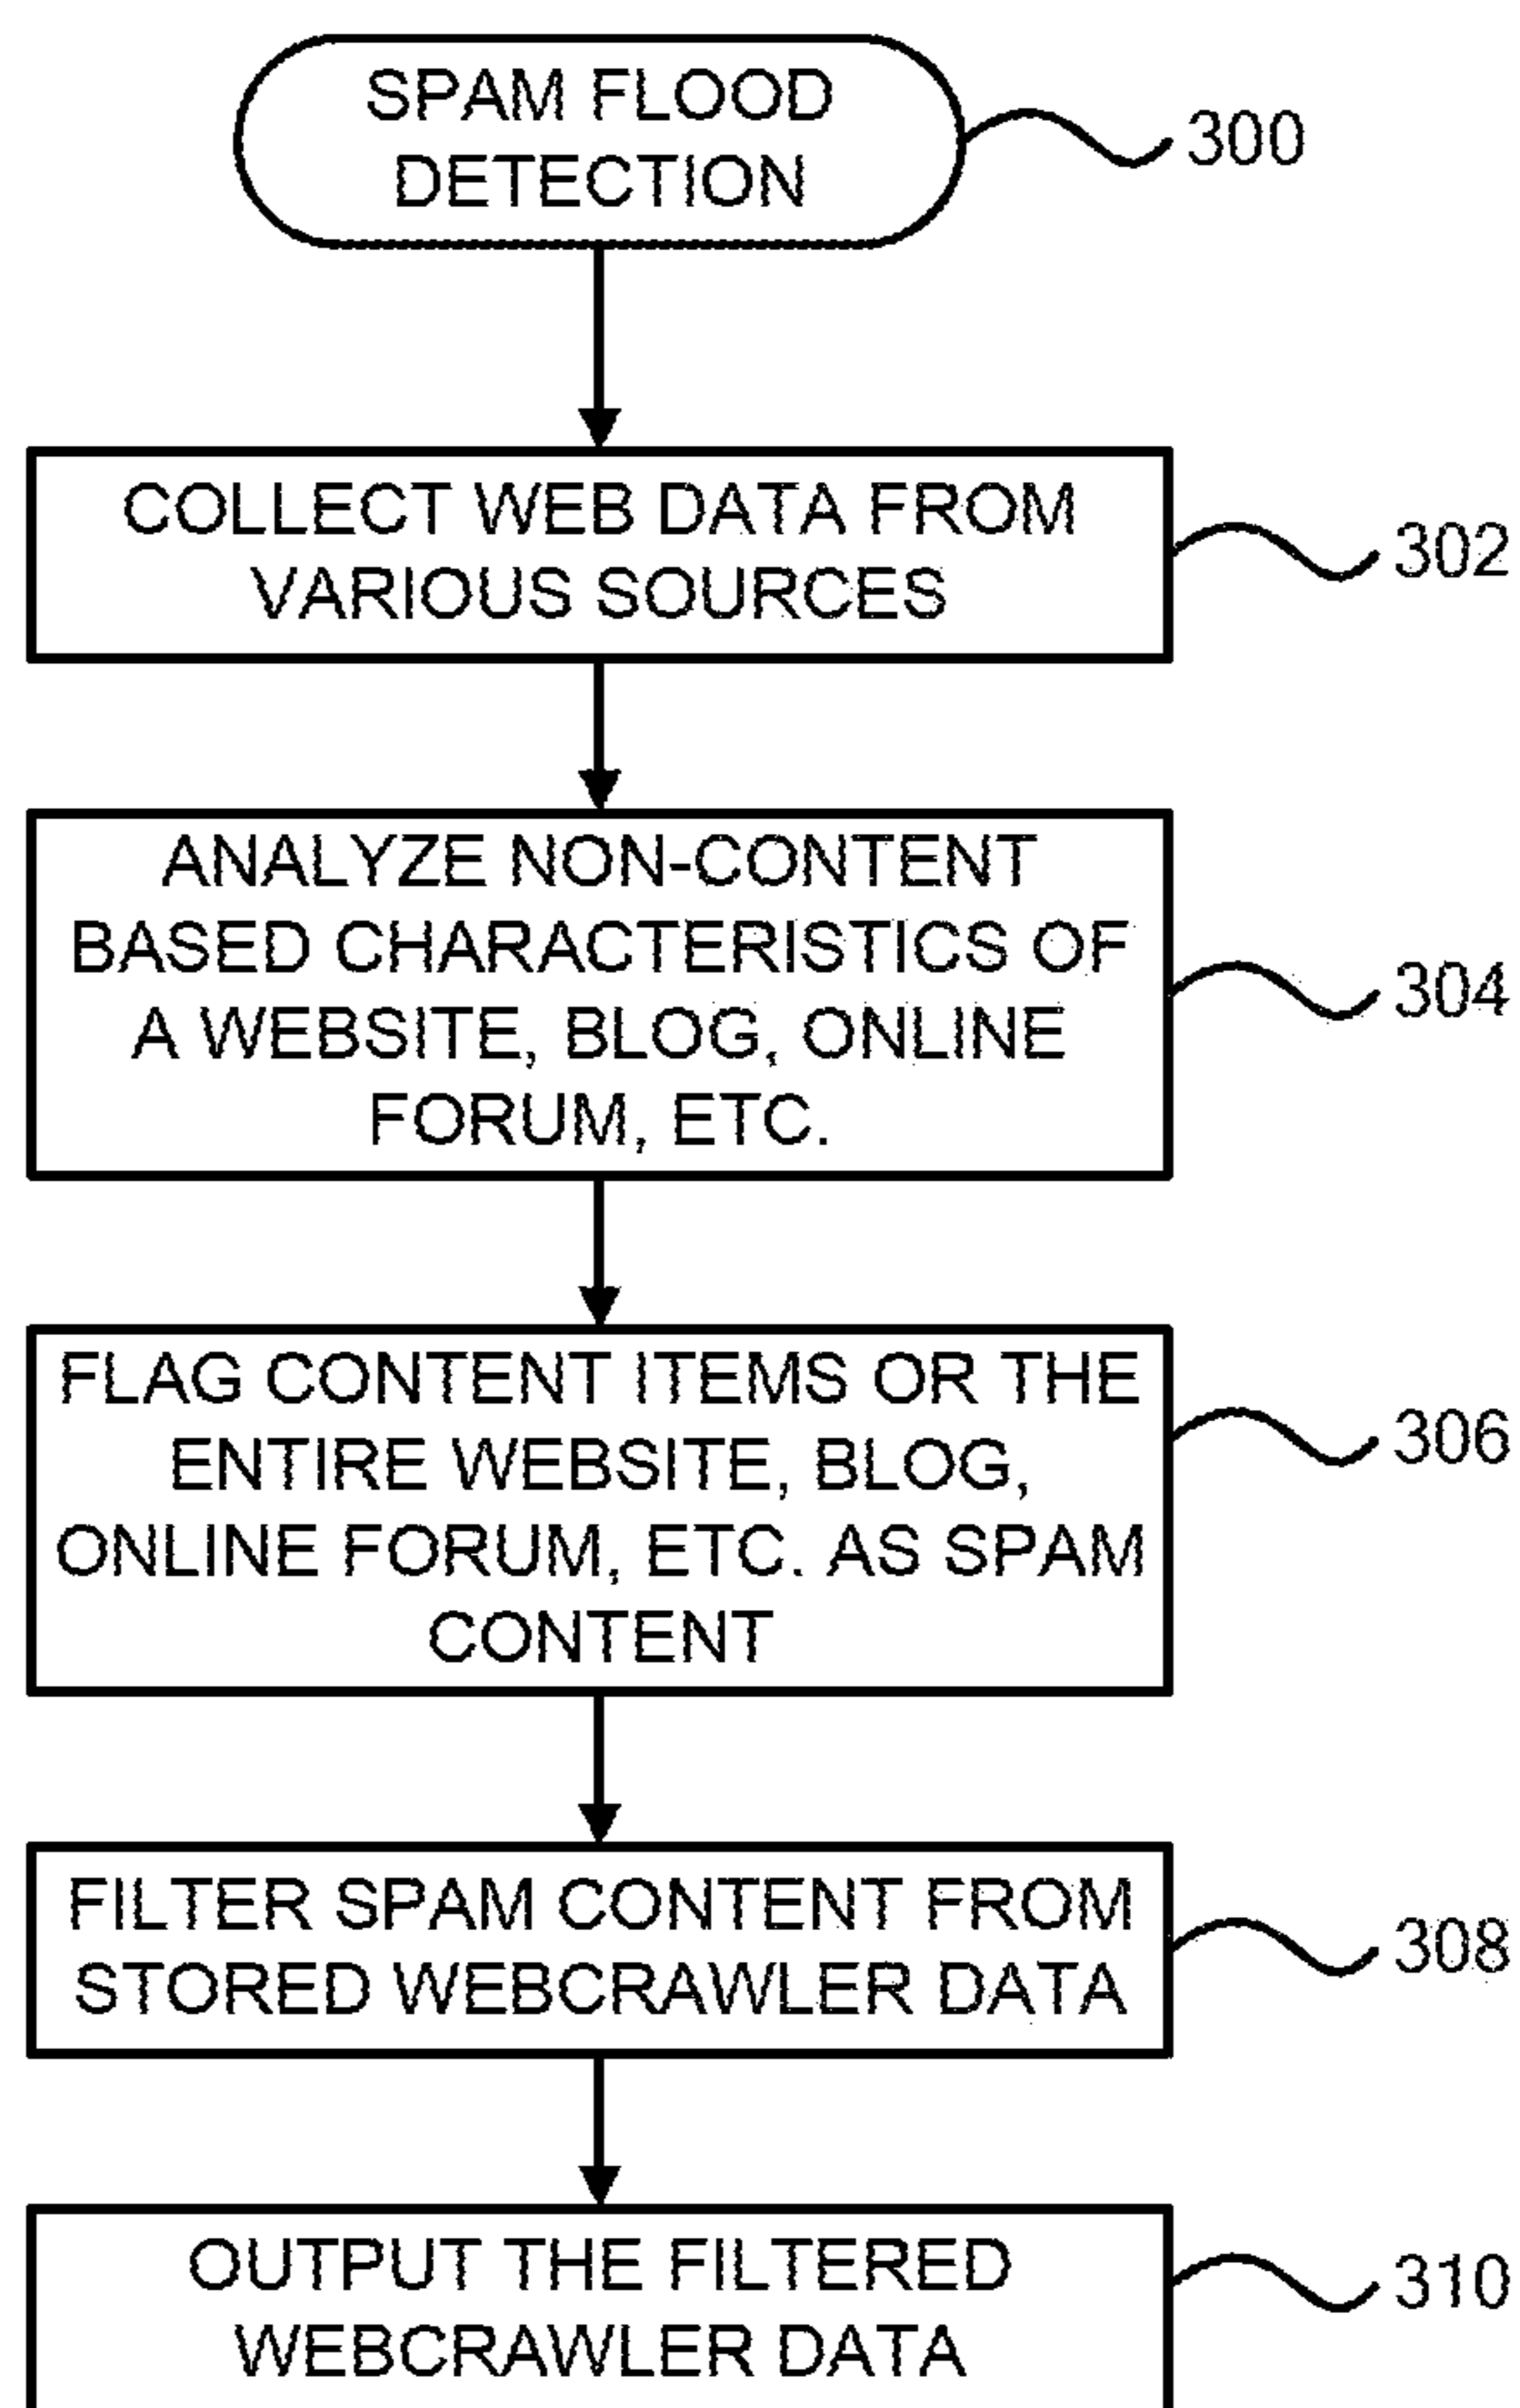 SPAM FLOOD
DETECTION
300
COLLECT WEB DATA FROM
VARIOUS SOURCES
302
ANALYZE NON-CONTENT
BASED CHARACTERISTICS OF
A WEBSITE, BLOG, ONLINE
FORUM, ETC.
304
FLAG CONTENT ITEMS OR THE
ENTIRE WEBSITE, BLOG,
ONLINE FORUM, ETC. AS SPAM
CONTENT
306
FILTER SPAM CONTENT FROM
STORED WEBCRAWLER DATA
308
OUTPUT THE FILTERED
WEBCRAWLER DATA
310